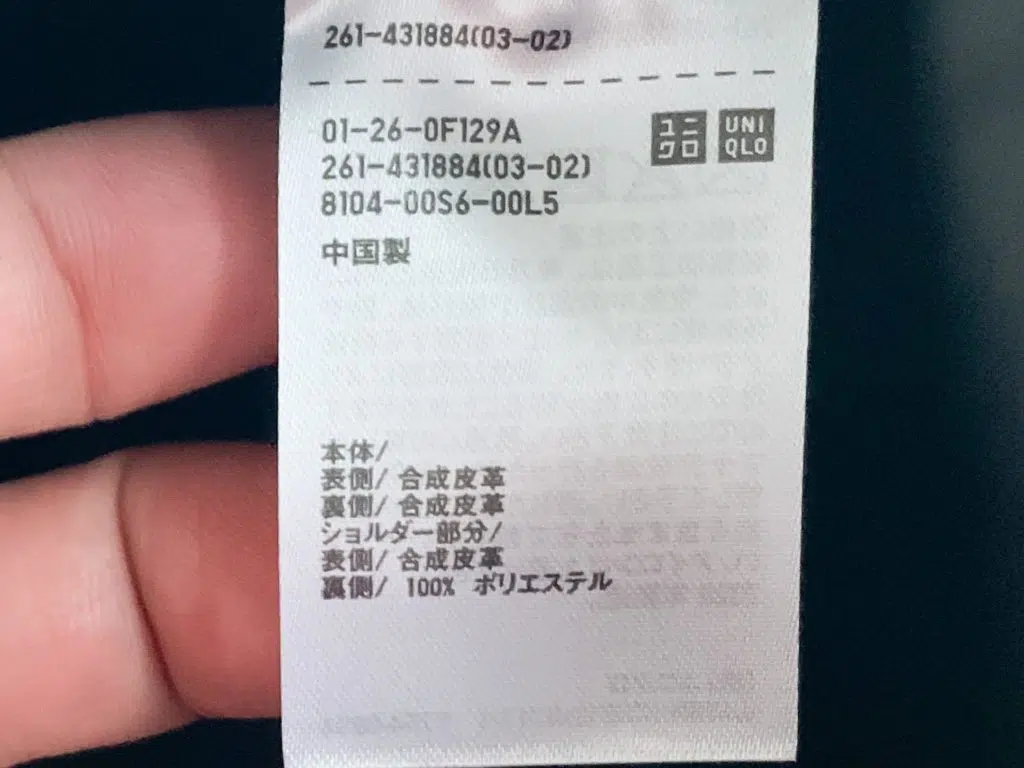 261-431884(03-02)
01-26-0F129A
ユニ
クロ
UNI
QLO
261-431884(03-02)
8104-00S6-00L5
中国製
本体/
表側/ 合成皮革
裏側/ 合成皮革
ショルダー部分/
表側/ 合成皮革
裏側/ 100% ポリエステル